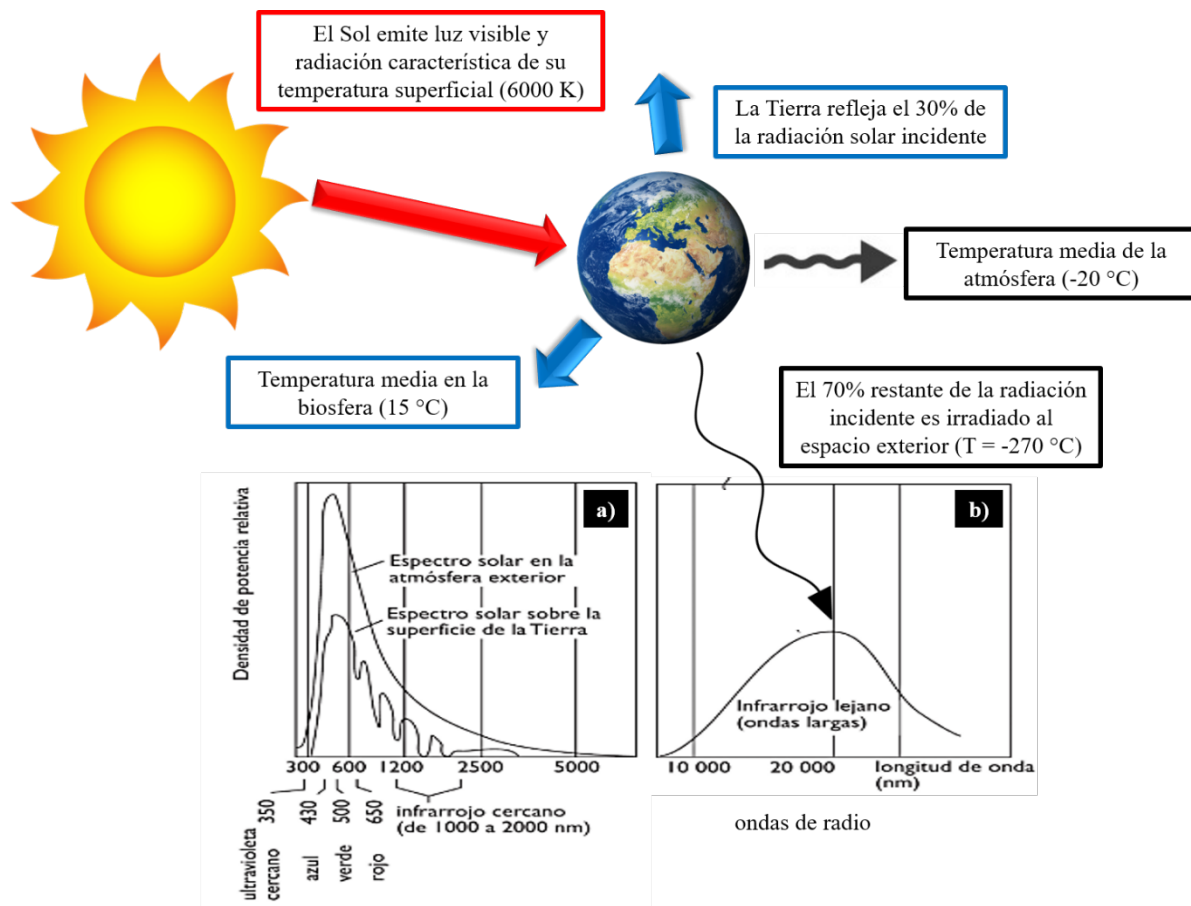 El Sol emite luz visible y
radiación característica de su
temperatura superficial (6000 K)
La Tierra refleja el 30% de
la radiación solar incidente
Temperatura media de la
atmósfera (-20 °C)
Temperatura media en la
biosfera (15 °C)
El 70% restante de la radiación
incidente es irradiado al
espacio exterior (T = -270 °C)
a)
Densidad de potencia relativa
Espectro solar en la
atmósfera exterior
Espectro solar sobre la
superficie de la Tierra
300 600 1200 2500 5000
350 430 500 650
infrarrojo cercano
(de 1000 a 2000 nm)
ultravioleta
cercano
azul
verde
rojo
b)
Infrarrojo lejano
(ondas largas)
10 000 20 000 longitud de onda
(nm)
ondas de radio